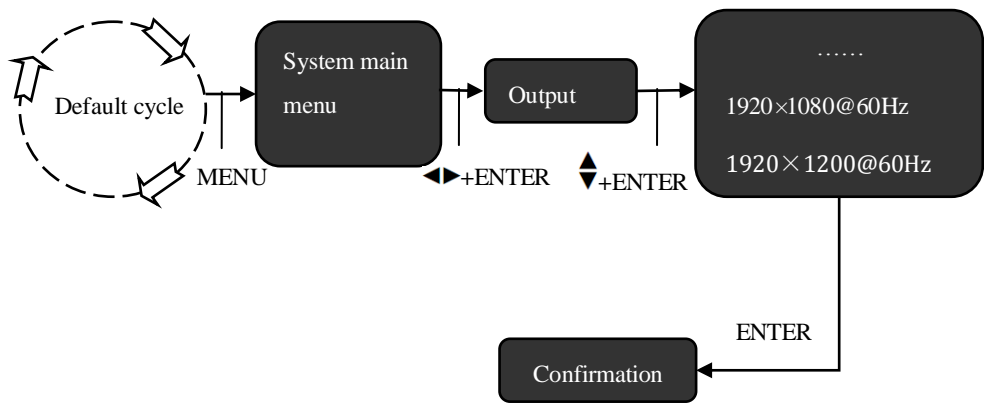 Default cycle
MENU
System main
menu
◀▶+ENTER
Output
▲▼+ENTER
……
1920×1080@60Hz
1920×1200@60Hz
ENTER
Confirmation